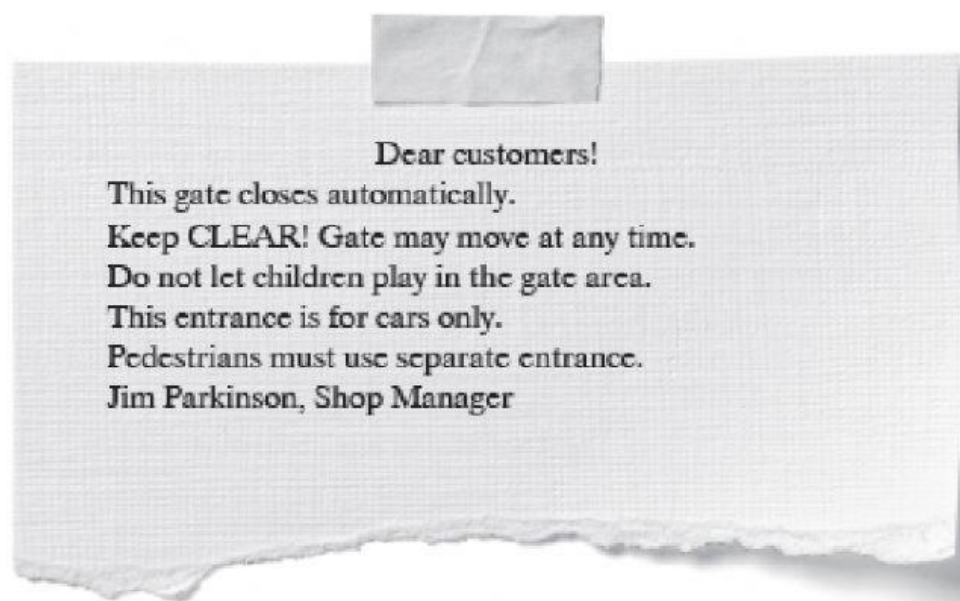 Dear customers!
This gate closes automatically.
Keep CLEAR! Gate may move at any time.
Do not let children play in the gate area.
This entrance is for cars only.
Pedestrians must use separate entrance.
Jim Parkinson, Shop Manager